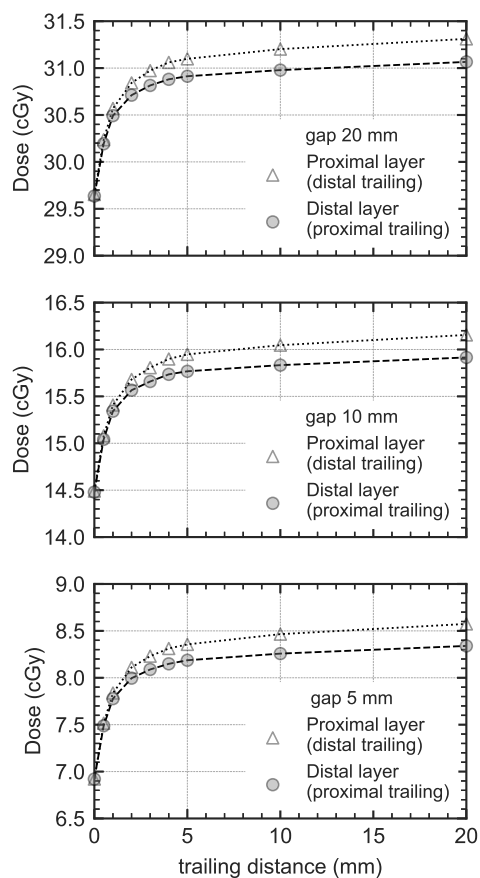 31.5
31.0
30.5
30.0
29.5
29.0
Dose (cGy)
gap 20 mm
Proximal layer
(distal trailing)
Distal layer
(proximal trailing)
16.5
16.0
15.5
15.0
14.5
14.0
Dose (cGy)
gap 10 mm
Proximal layer
(distal trailing)
Distal layer
(proximal trailing)
9.0
8.5
8.0
7.5
7.0
6.5
Dose (cGy)
gap 5 mm
Proximal layer
(distal trailing)
Distal layer
(proximal trailing)
0 5 10 15 20
trailing distance (mm)